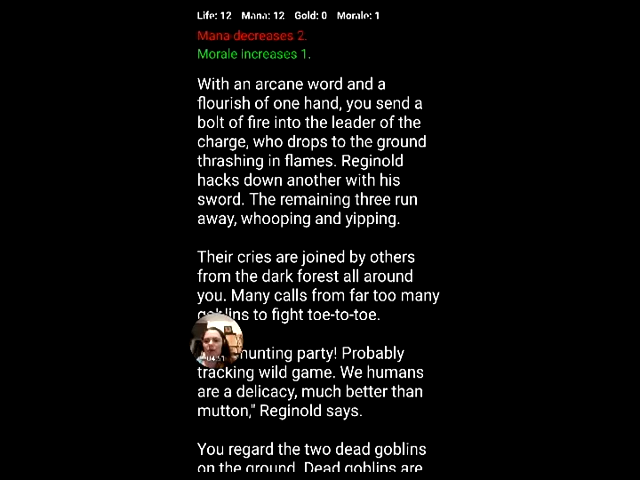 Life: 12 Mana: 12 Gold: 0 Morale: 1
Mana decreases 2.
Morale increases 1.
With an arcane word and a
flourish of one hand, you send a
bolt of fire into the leader of the
charge, who drops to the ground
thrashing in flames. Reginold
hacks down another with his
sword. The remaining three run
away, whooping and yipping.
Their cries are joined by others
from the dark forest all around
you. Many calls from far too many
goblins to fight toe-to-toe.
hunting party! Probably
tracking wild game. We humans
are a delicacy, much better than
mutton," Reginold says.
You regard the two dead goblins
on the ground. Dead goblins are